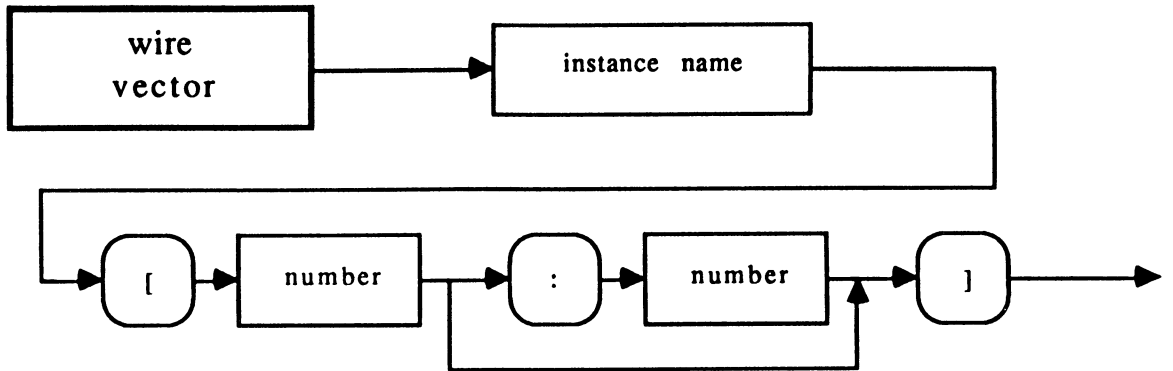 wire
vector
instance name
[
number
:
number
]